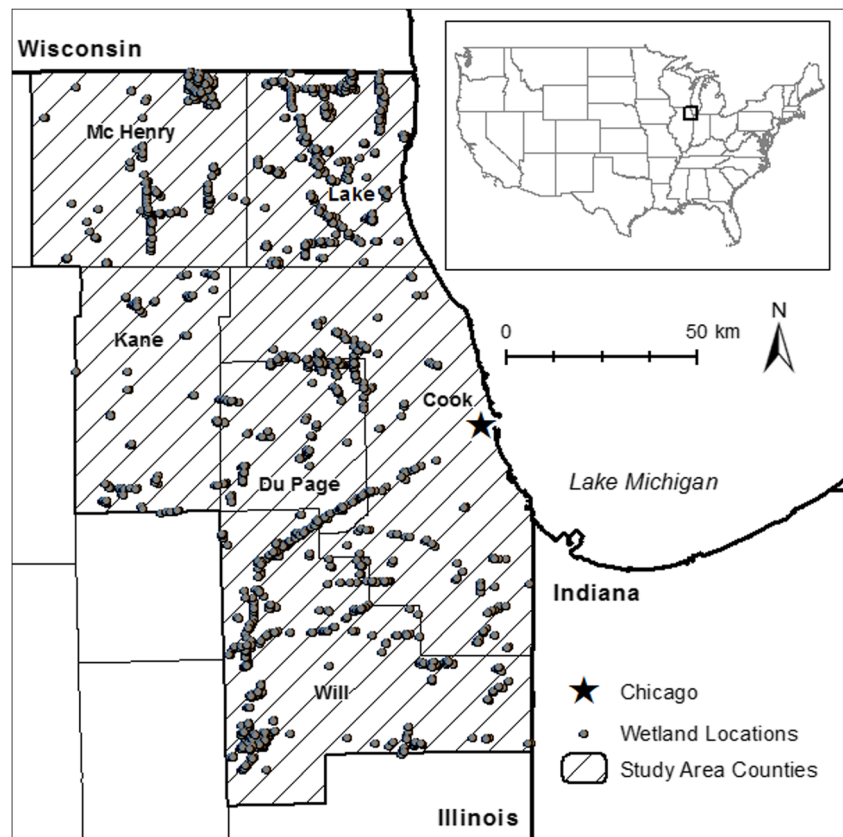 Wisconsin
Mc Henry
Lake
Kane
0 50 km
N
Cook
Du Page
Lake Michigan
Indiana
Will
Chicago
Wetland Locations
Study Area Counties
Illinois